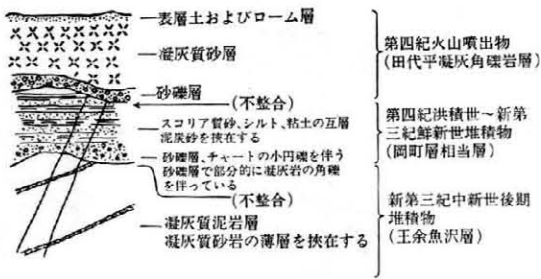 表層土およびローム層
凝灰質砂層
砂礫層
(不整合)
スコリア質砂、シルト、粘土の互層
泥炭砂を挟在する
砂礫層、チャートの小円礫を伴う
砂礫層で部分的に凝灰岩の角礫
を伴っている
(不整合)
凝灰質泥岩層
凝灰質砂岩の薄層を挟在する
第四紀火山噴出物
(田代平凝灰角礫岩層)
第四紀洪積世〜新第
三紀鮮新世堆積物
(岡町層相当層)
新第三紀中新世後期
堆積物
(王余魚沢層)